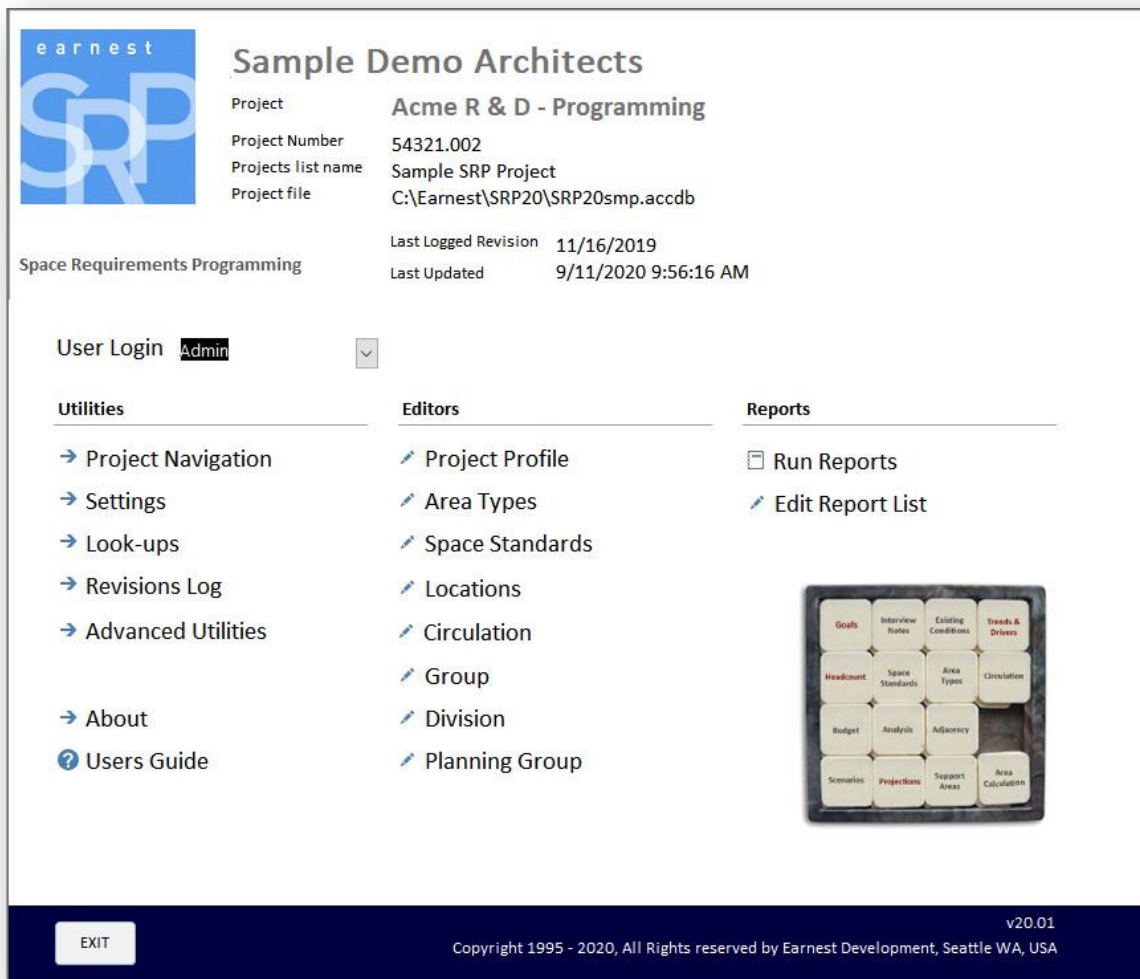 earnest
SRP
Sample Demo Architects
Project Acme R & D - Programming
Project Number 54321.002
Projects list name Sample SRP Project
Project file C:\Earnest\SRP20\SRP20smp.accdb
Last Logged Revision 11/16/2019
Space Requirements Programming
Last Updated 9/11/2020 9:56:16 AM
User Login Admin
Utilities
Project Navigation
Settings
Look-ups
Revisions Log
Advanced Utilities
About
? Users Guide
Editors
Project Profile
Area Types
Space Standards
Locations
Circulation
Group
Division
Planning Group
Reports
Run Reports
Edit Report List
Goals
Interview
Notes
Existing
Conditions
Trends &
Drivers
Headcount
Space
Standards
Area
Types
Circulation
Budget
Analysis
Adjacency
Scenarios
Projections
Support
Areas
Area
Calculation
EXIT
v20.01
Copyright 1995 - 2020, All Rights reserved by Earnest Development, Seattle WA, USA